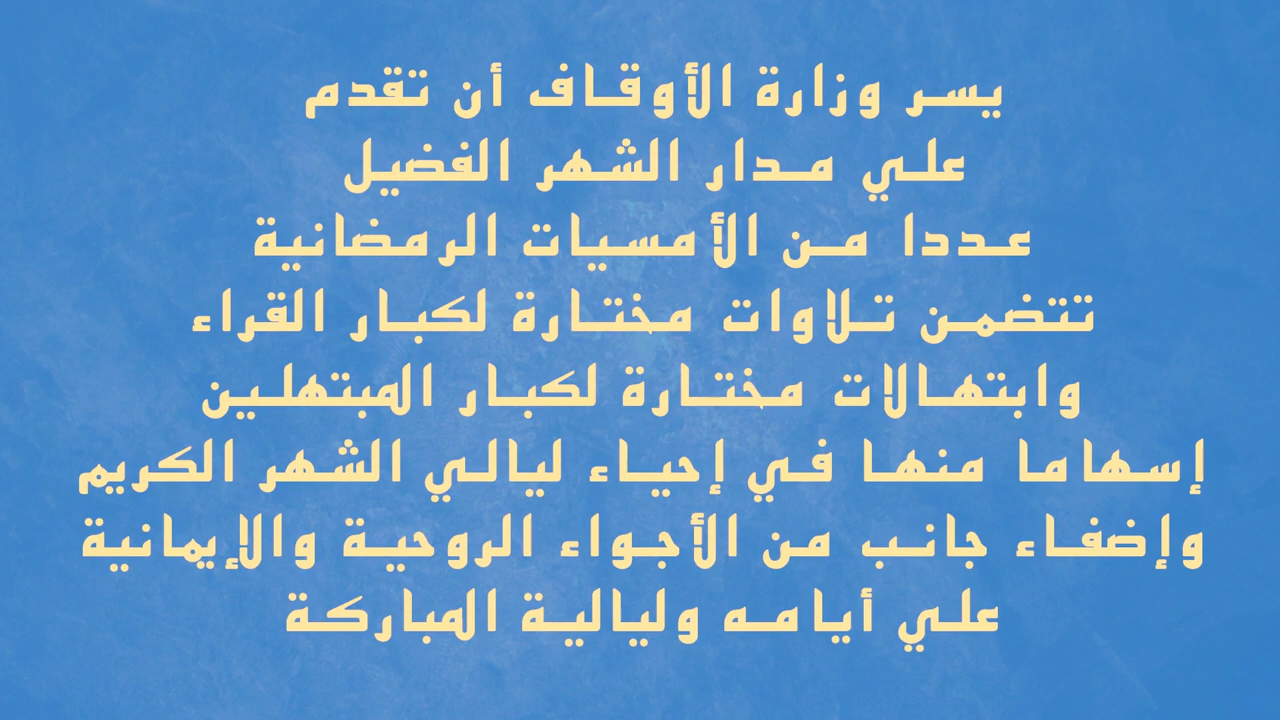 يسر وزارة الأوقاف أن تقدم
علي مدار الشهر الفضيل
عددا من الأمسيات الرمضانية
تتضمن تلاوات مختارة لكبار القراء
وابتهالات مختارة لكبار المبتهلين
إسهاما منها في إحياء ليالي الشهر الكريم
وإضفاء جانب من الأجواء الروحية والإيمانية
علي أيامه وليالية المباركة